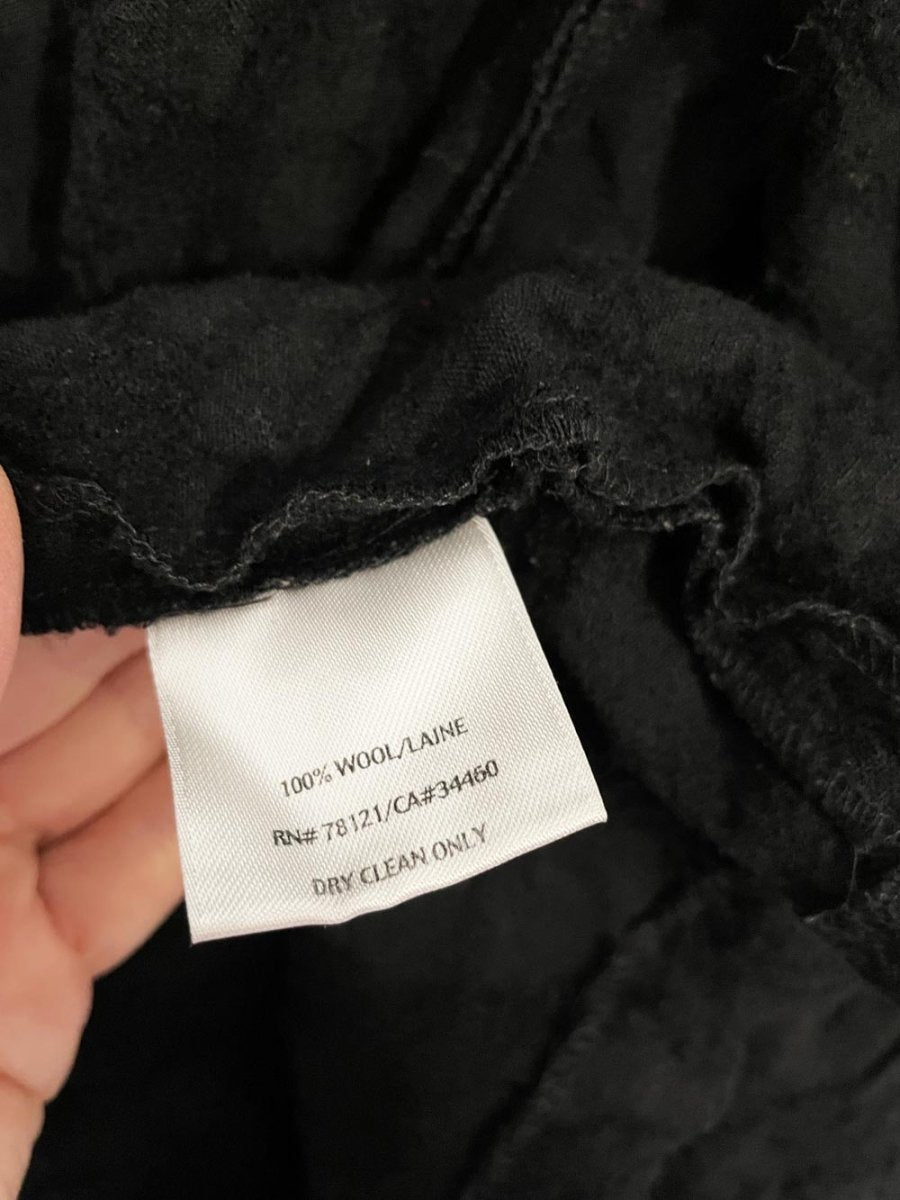 100% WOOL/LAINE
RN# 78121/CA#34460
DRY CLEAN ONLY